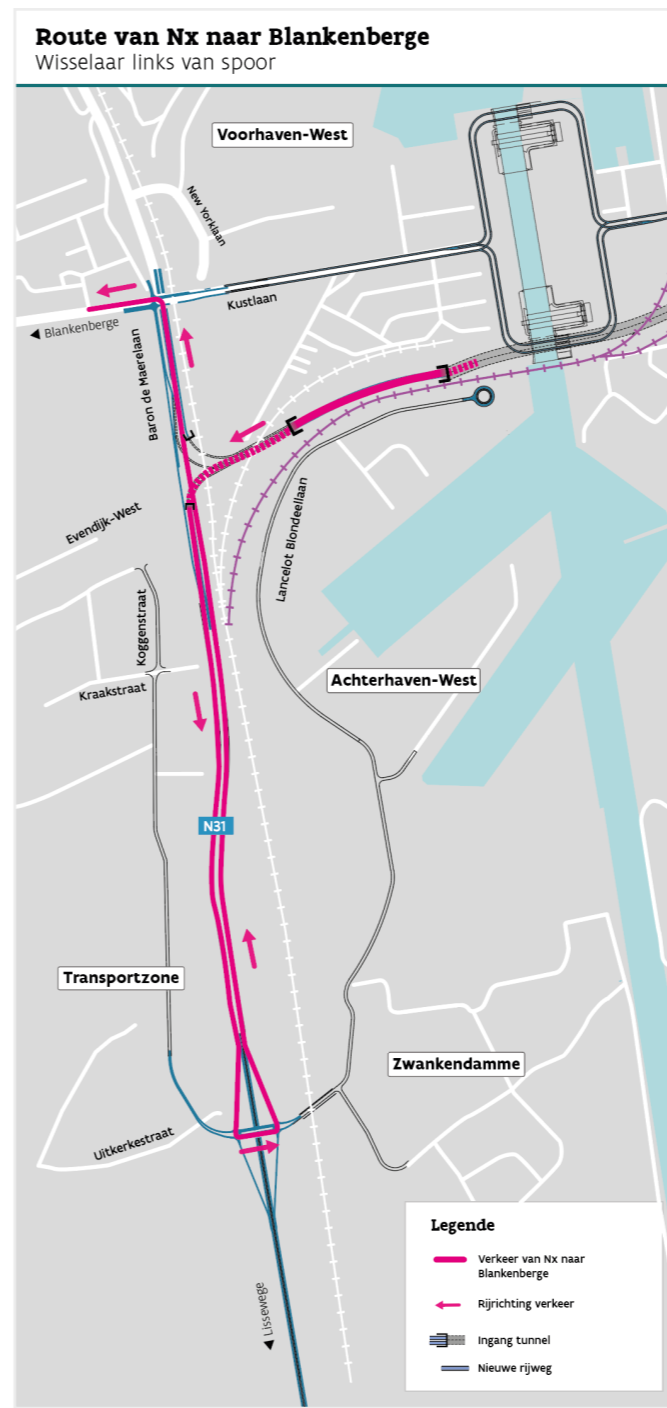 Route van Nx naar Blankenberge
Wisselaar links van spoor
Voorhaven-West
New Yorklaan
Kustlaan
◀ Blankenberge
Baron de Maerelaan
Evendijk-West
Lancelot Blondeellaan
Koggenstraat
Kraakstraat
Achterhaven-West
N31
Transportzone
Zwankendamme
Uitkerkestraat
◀ Lissewege
Legende
Verkeer van Nx naar
Blankenberge
Rijrichting verkeer
Ingang tunnel
Nieuwe rijweg